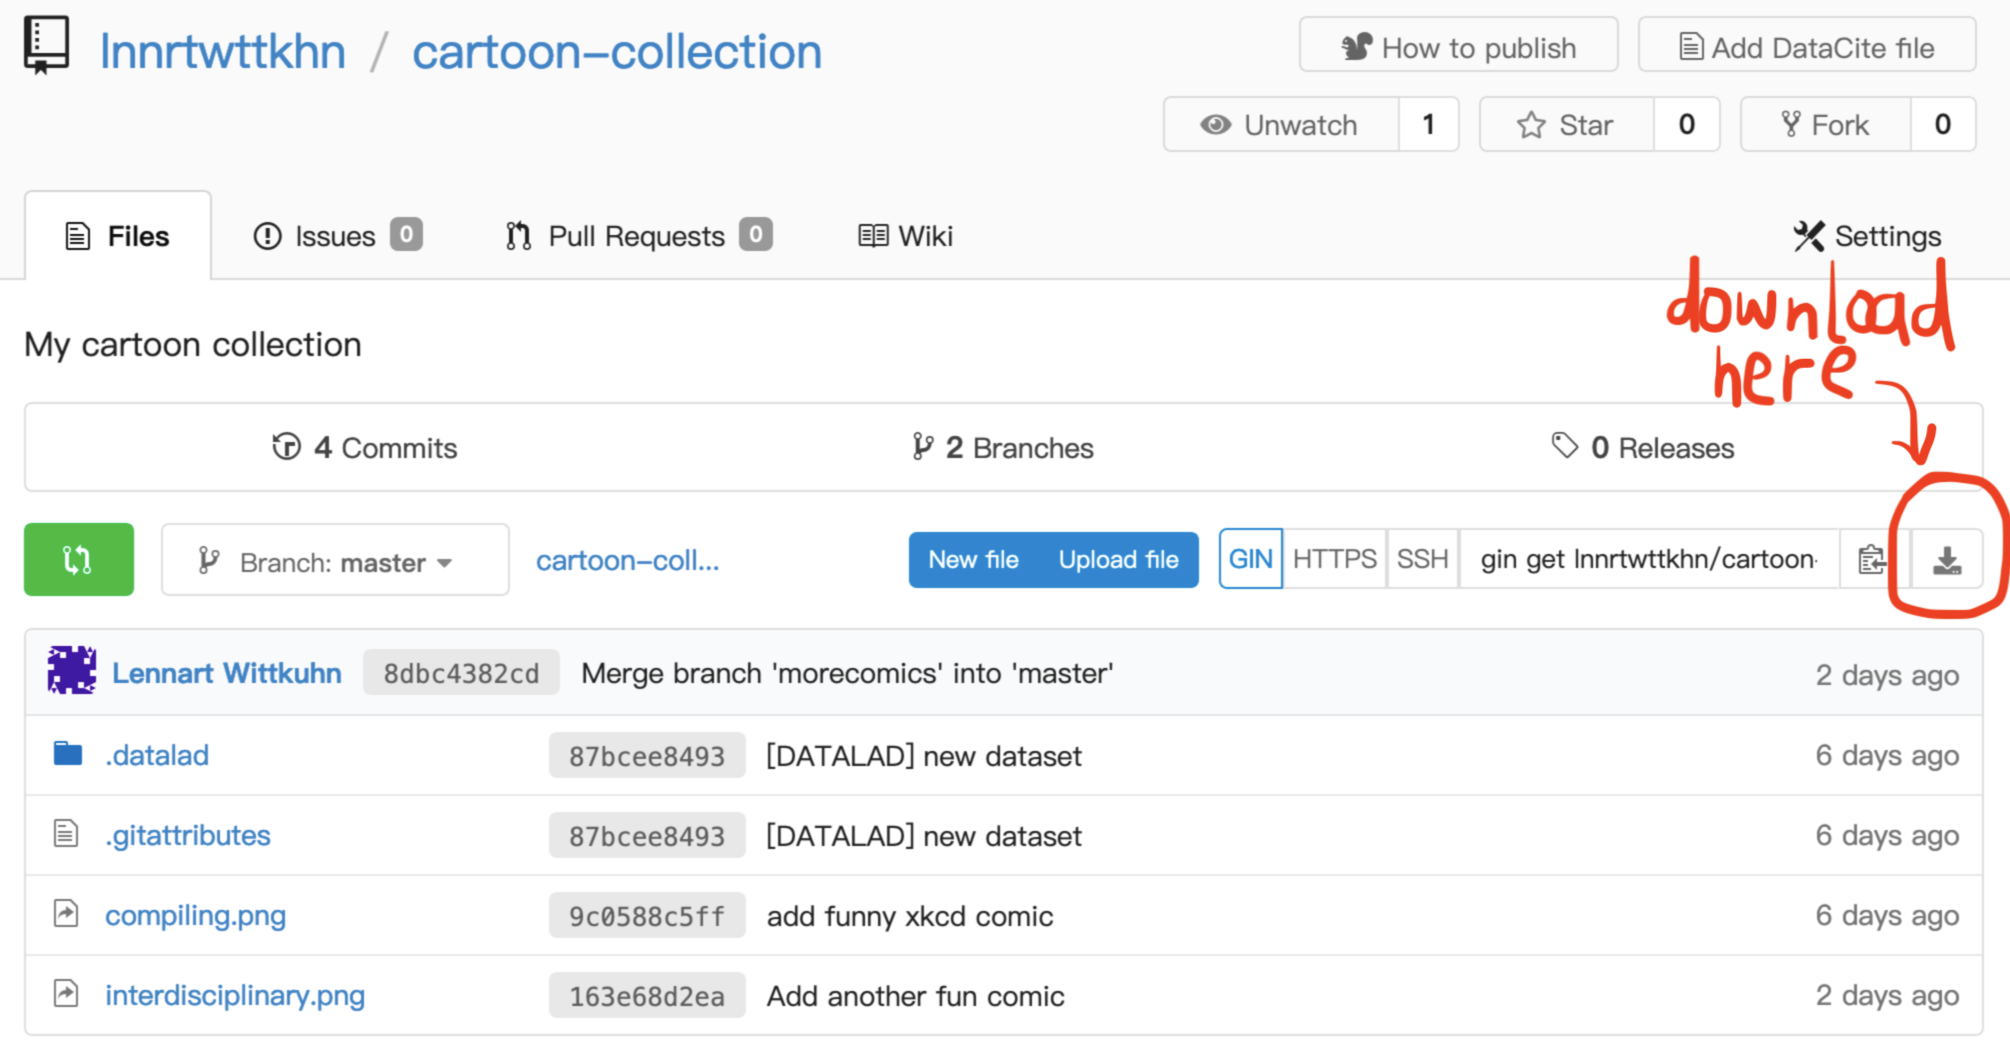 lnnrtwttkhn / cartoon-collection
How to publish
Add DataCite file
Unwatch 1
Star 0
Fork 0
Files
Issues 0
Pull Requests 0
Wiki
Settings
download
here
My cartoon collection
4 Commits
2 Branches
0 Releases
Branch: master
cartoon-coll...
New file
Upload file
GIN
HTTPS
SSH
gin get lnnrtwttkhn/cartoon-
Lennart Wittkuhn 8dbc4382cd Merge branch 'morecomics' into 'master' 2 days ago
.datalad 87bcee8493 [DATALAD] new dataset 6 days ago
.gitattributes 87bcee8493 [DATALAD] new dataset 6 days ago
compiling.png 9c0588c5ff add funny xkcd comic 6 days ago
interdisciplinary.png 163e68d2ea Add another fun comic 2 days ago